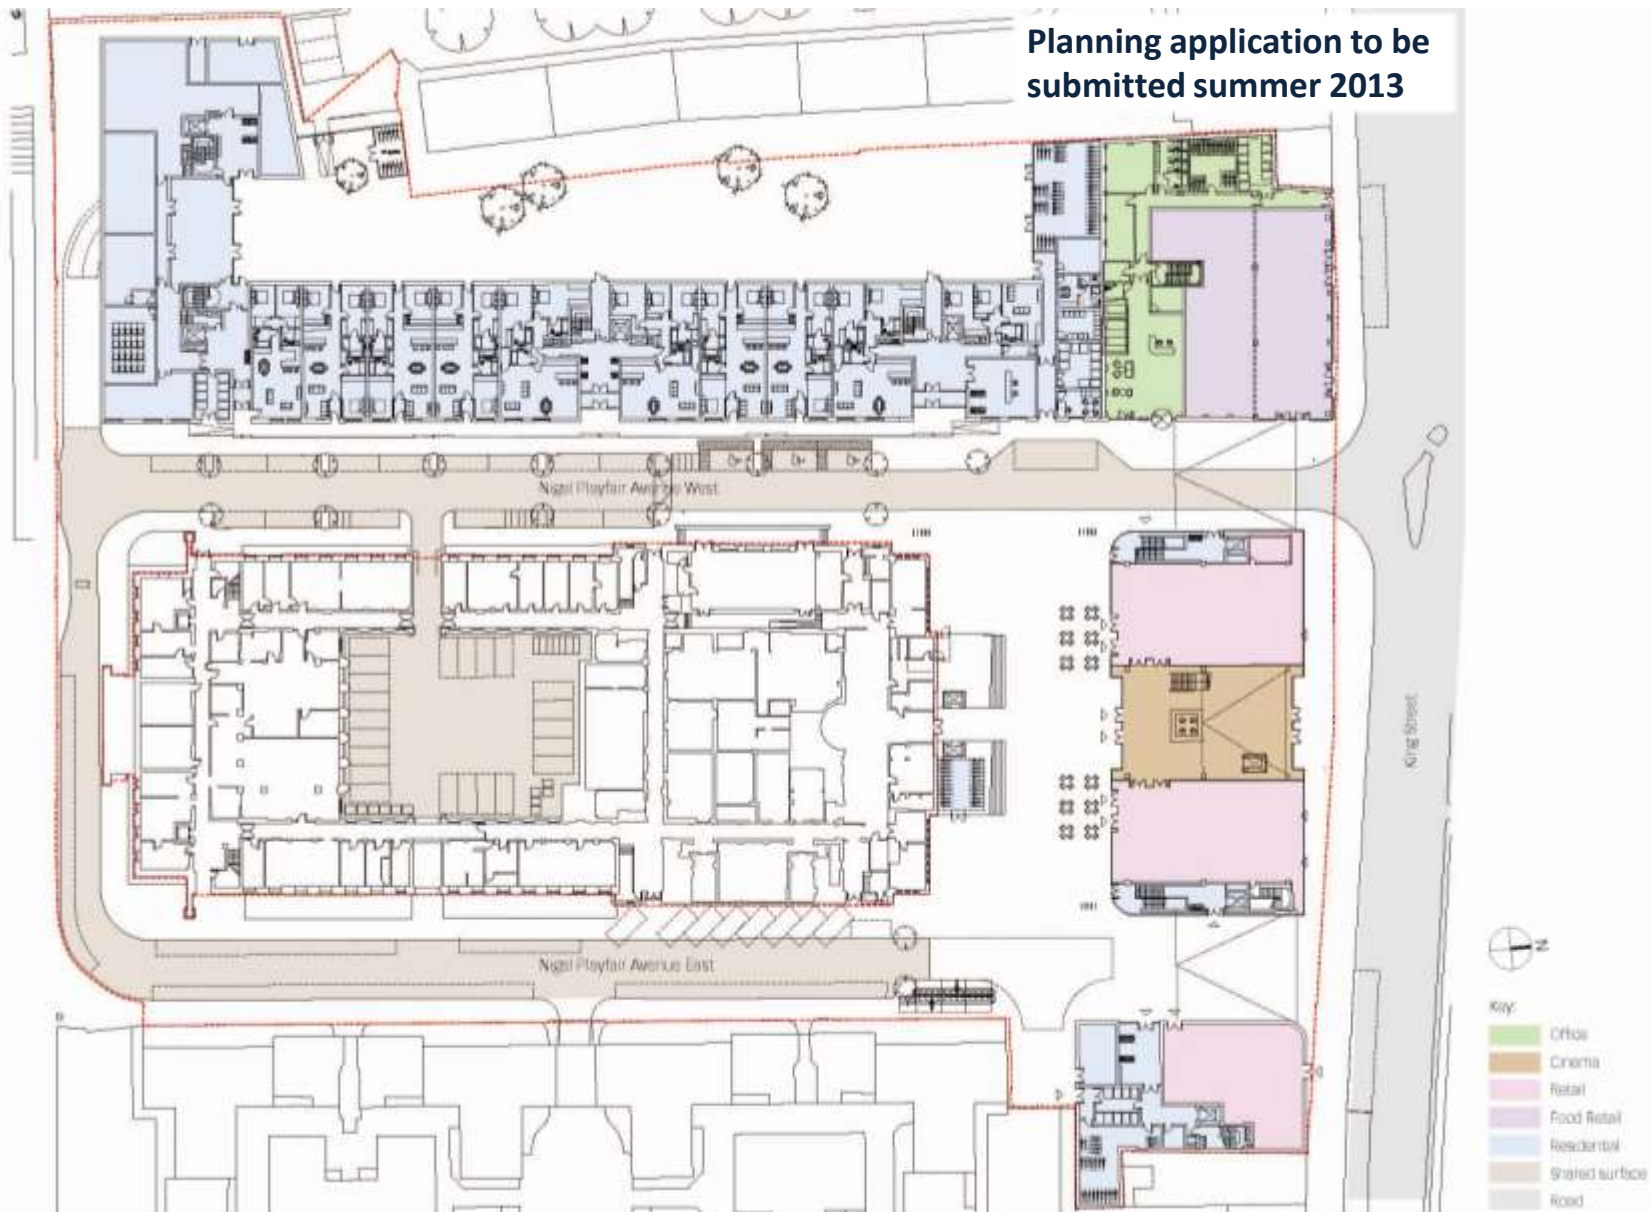 Planning application to be
submitted summer 2013
Nigel Playfair Avenue West
King Street
Nigel Playfair Avenue East
N
Key:
Office
Cinema
Retail
Food Retail
Residential
Shared surface
Road